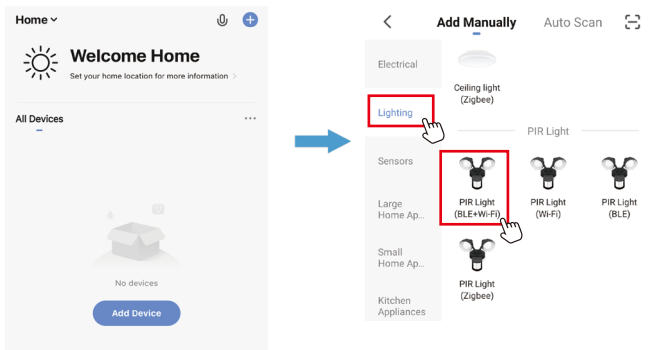 Home
Welcome Home
Set your home location for more information
All Devices
No devices
Add Device
Add Manually
Auto Scan
Electrical
Lighting
Sensors
Large
Home Ap...
Small
Home Ap...
Kitchen
Appliances
Ceiling light
(Zigbee)
PIR Light
PIR Light
(BLE+Wi-Fi)
PIR Light
(Wi-Fi)
PIR Light
(BLE)
PIR Light
(Zigbee)